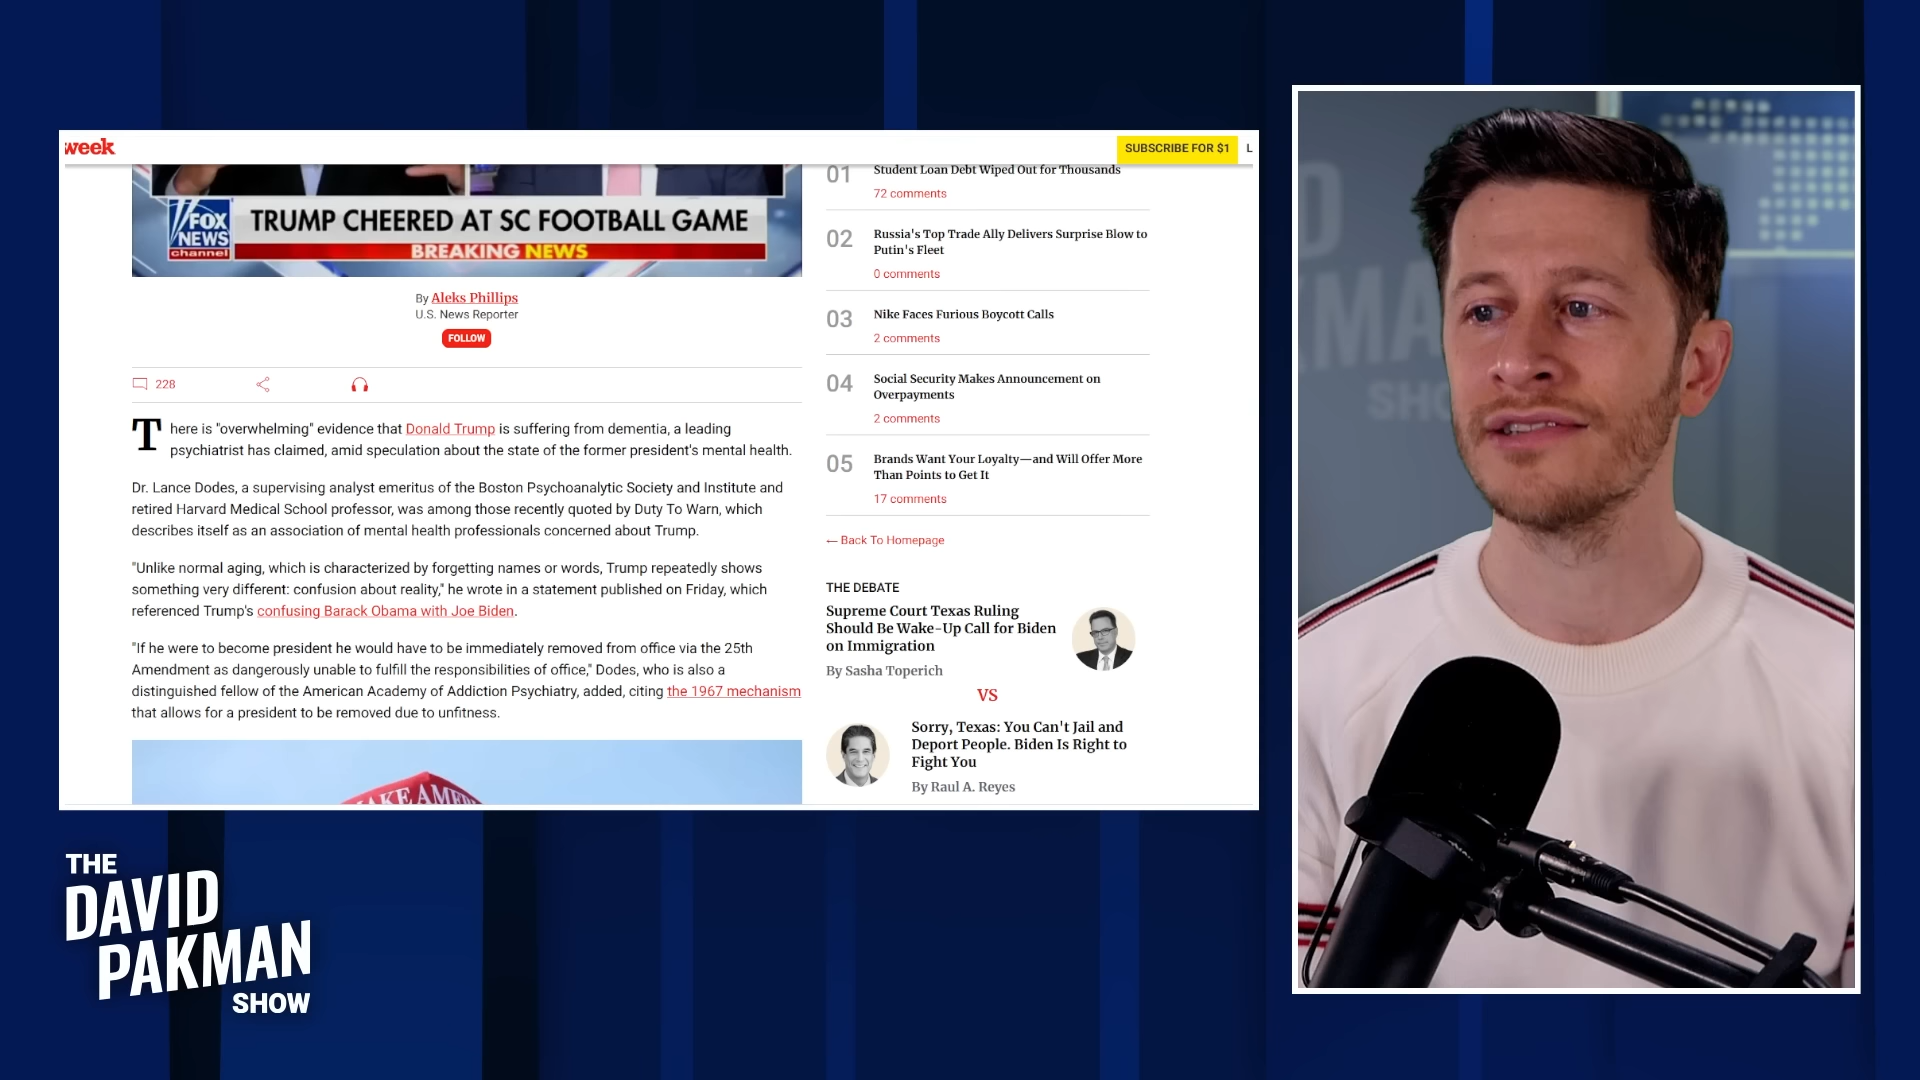 week
SUBSCRIBE FOR $1
L
FOX
NEWS
channel
TRUMP CHEERED AT SC FOOTBALL GAME
BREAKING NEWS
By Aleks Phillips
U.S. News Reporter
FOLLOW
228
There is "overwhelming" evidence that Donald Trump is suffering from dementia, a leading
psychiatrist has claimed, amid speculation about the state of the former president's mental health.
Dr. Lance Dodes, a supervising analyst emeritus of the Boston Psychoanalytic Society and Institute and
retired Harvard Medical School professor, was among those recently quoted by Duty To Warn, which
describes itself as an association of mental health professionals concerned about Trump.
"Unlike normal aging, which is characterized by forgetting names or words, Trump repeatedly shows
something very different: confusion about reality," he wrote in a statement published on Friday, which
referenced Trump's confusing Barack Obama with Joe Biden.
"If he were to become president he would have to be immediately removed from office via the 25th
Amendment as dangerously unable to fulfill the responsibilities of office," Dodes, who is also a
distinguished fellow of the American Academy of Addiction Psychiatry, added, citing the 1967 mechanism
that allows for a president to be removed due to unfitness.
MAKE AMERI
01 Student Loan Debt Wiped Out for Thousands
72 comments
02 Russia's Top Trade Ally Delivers Surprise Blow to
Putin's Fleet
0 comments
03 Nike Faces Furious Boycott Calls
2 comments
04 Social Security Makes Announcement on
Overpayments
2 comments
05 Brands Want Your Loyalty—and Will Offer More
Than Points to Get It
17 comments
← Back To Homepage
THE DEBATE
Supreme Court Texas Ruling
Should Be Wake-Up Call for Biden
on Immigration
By Sasha Toperich
VS
Sorry, Texas: You Can't Jail and
Deport People. Biden Is Right to
Fight You
By Raul A. Reyes
THE
DAVID
PAKMAN
SHOW